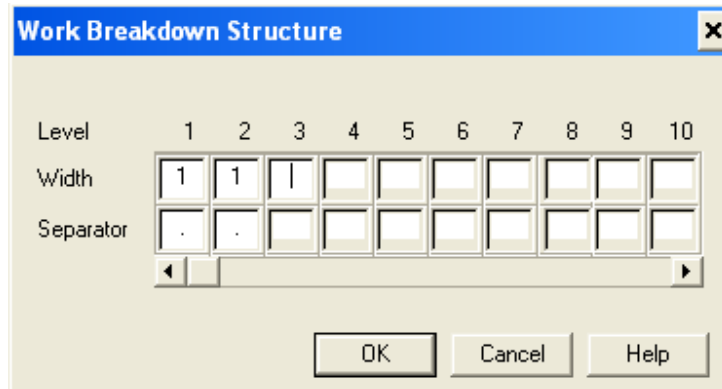 Work Breakdown Structure
Level 1 2 3 4 5 6 7 8 9 10
Width 1 1
Separator . .
OK Cancel Help